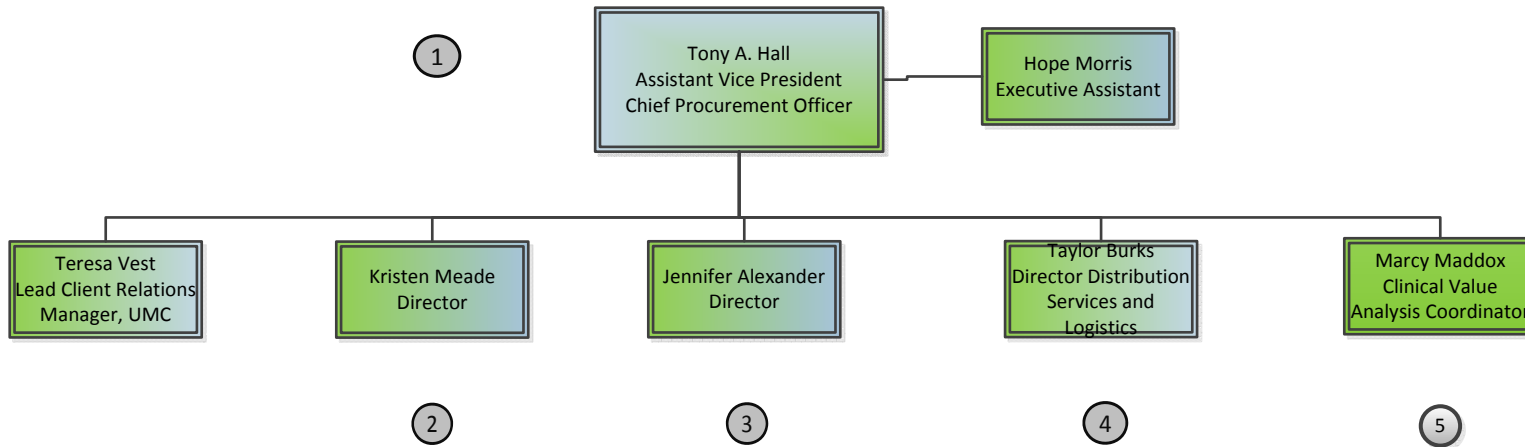 1
Tony A. Hall
Assistant Vice President
Chief Procurement Officer
Hope Morris
Executive Assistant
Teresa Vest
Lead Client Relations
Manager, UMC
Kristen Meade
Director
Jennifer Alexander
Director
Taylor Burks
Director Distribution
Services and
Logistics
Marcy Maddox
Clinical Value
Analysis Coordinator
2
3
4
5